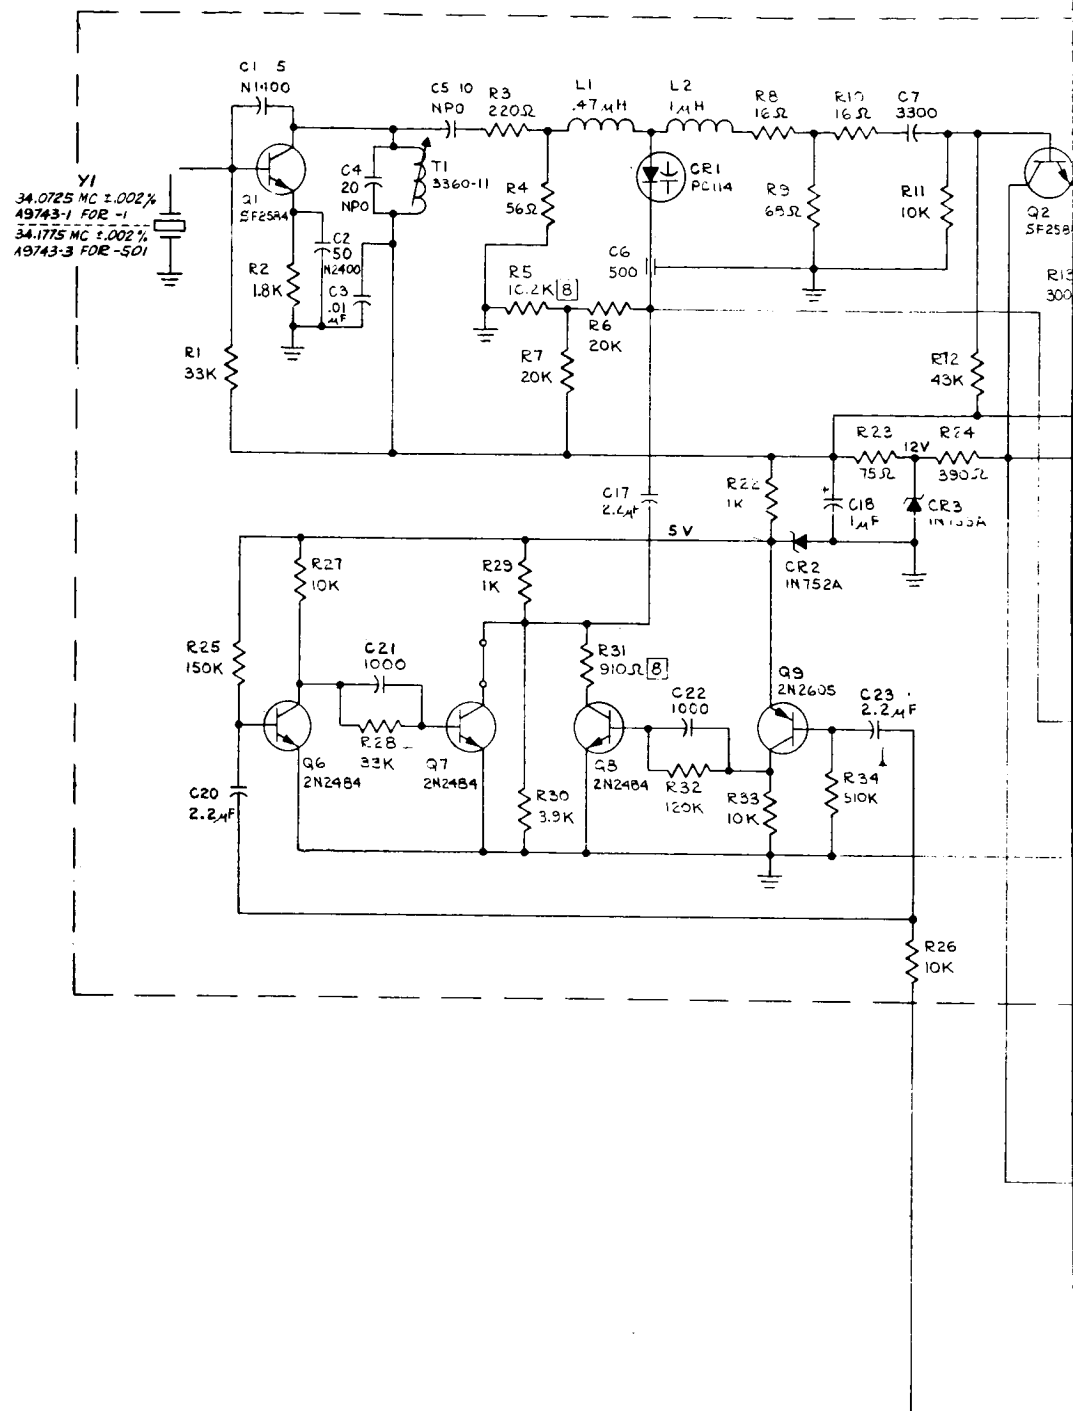 C1 5
N1400
C5 10
NPO
R3
220Ω
L1
.47μH
L2
1μH
R8
16Ω
R10
16Ω
C7
3300
Y1
34.0725 MC ±.002%
A9743-1 FOR -1
34.1775 MC ±.002%
A9743-3 FOR -501
Q1
SF2584
C4
20
NPO
T1
3360-11
R4
56Ω
CR1
PC114
R9
68Ω
R11
10K
Q2
R2
1.8K
C2
50
N2400
C3
.01
μF
R5
10.2K 8
C6
500
R13
R1
33K
R7
20K
R6
20K
R12
43K
R23
75Ω
12V
R24
390Ω
C17
2.2μF
R22
1K
+
C18
1μF
CR3
5V
R27
10K
R29
1K
CR2
1N752A
R25
150K
C21
1000
R31
910Ω 8
C22
1000
Q9
2N2605
C23
2.2μF
Q6
2N2484
R28
33K
Q7
2N2484
Q8
2N2484
R32
120K
R33
10K
R34
510K
C20
2.2μF
R30
3.9K
R26
10K